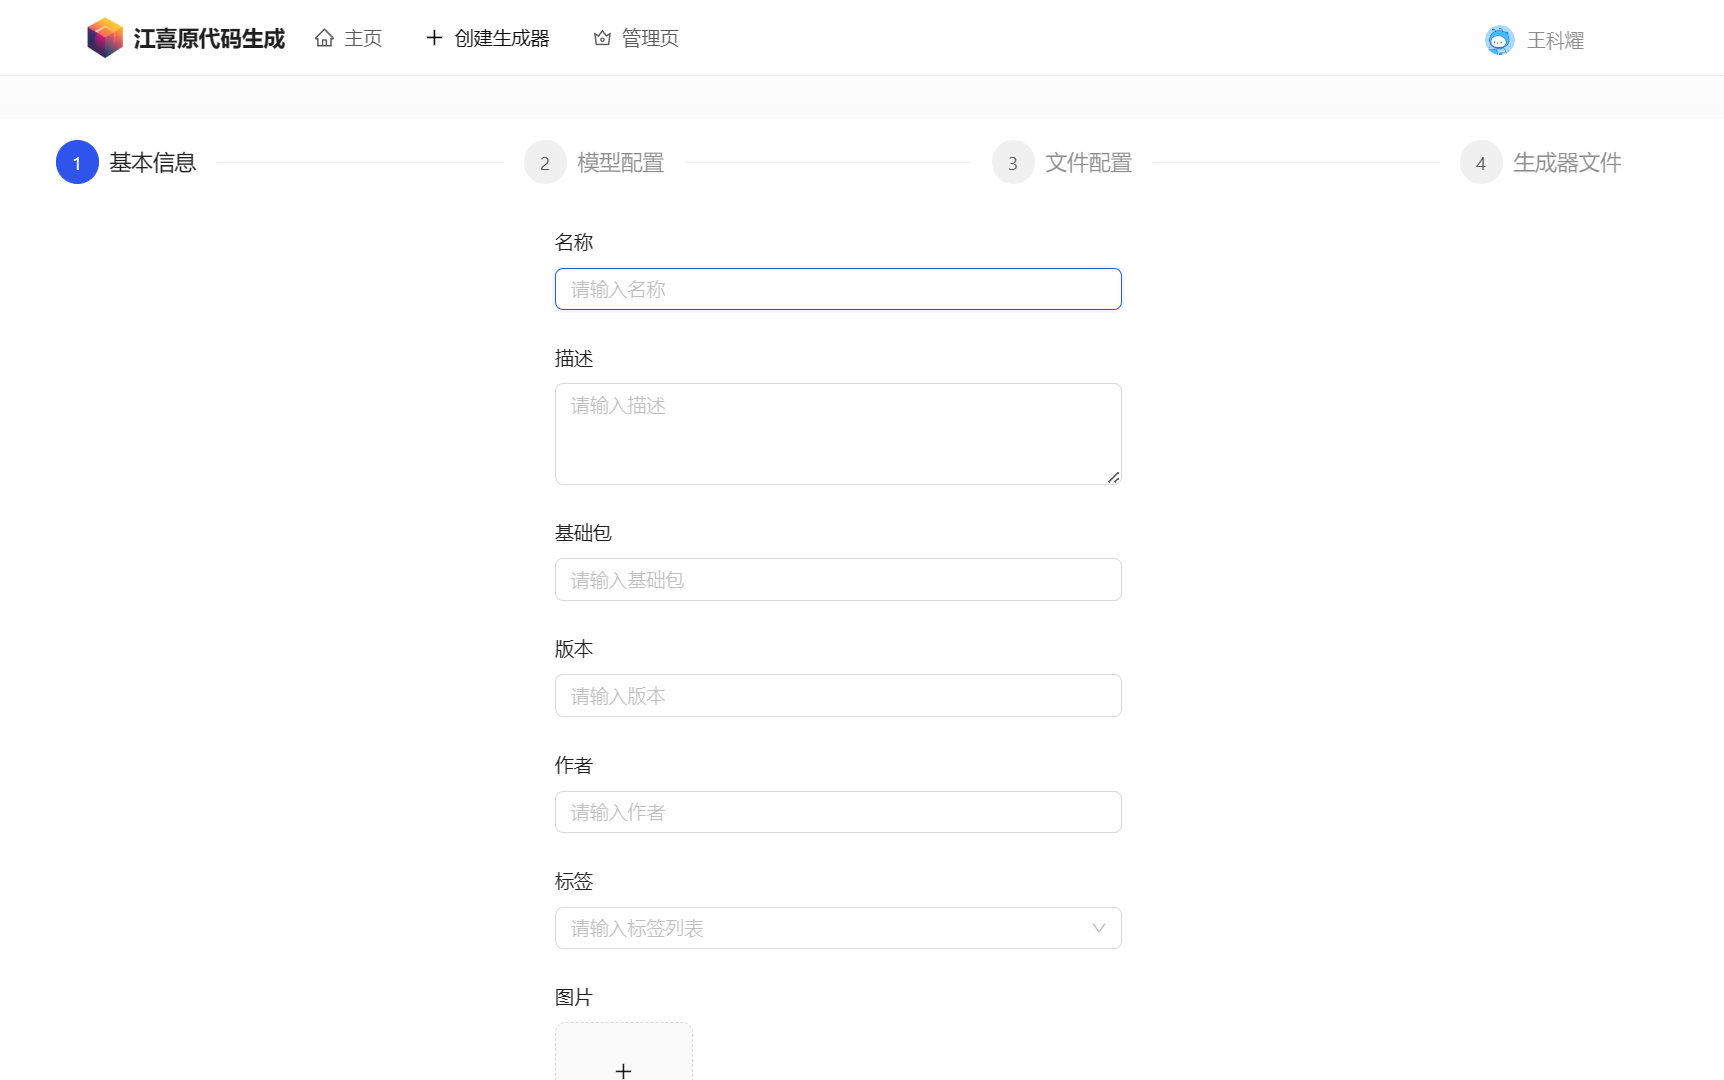 江喜原代码生成 主页 创建生成器 管理页 王科燿
1 基本信息 2 模型配置 3 文件配置 4 生成器文件
名称
请输入名称
描述
请输入描述
基础包
请输入基础包
版本
请输入版本
作者
请输入作者
标签
请输入标签列表
图片